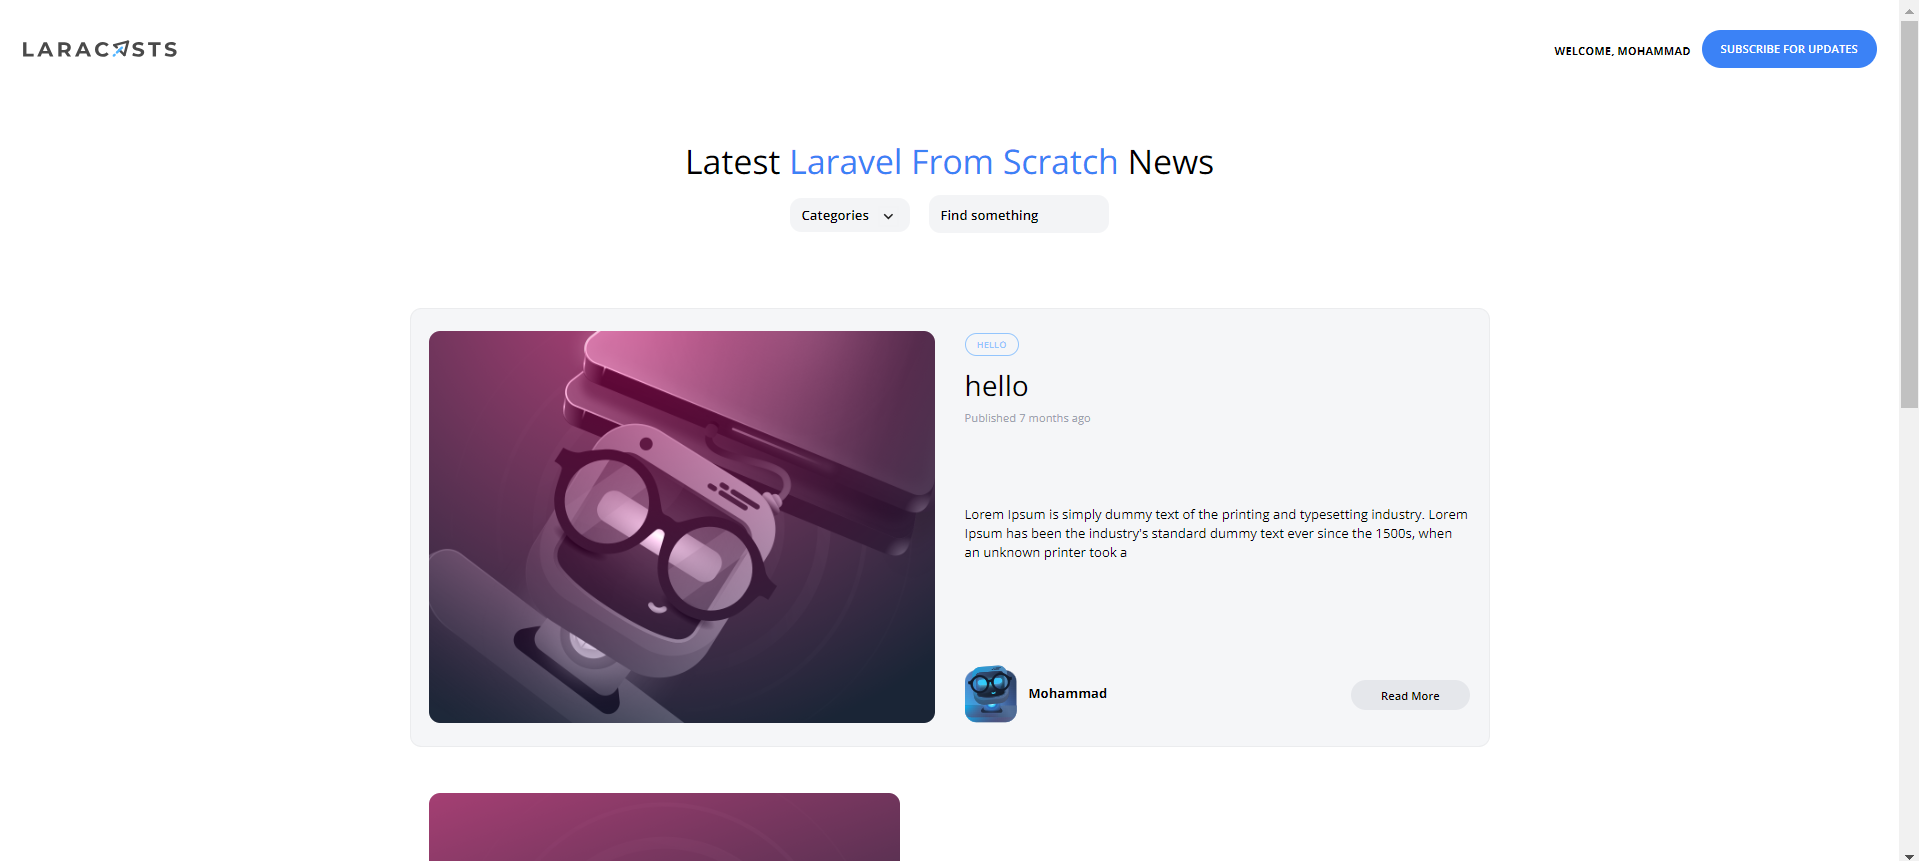 LARACASTS
WELCOME, MOHAMMAD
SUBSCRIBE FOR UPDATES
Latest Laravel From Scratch News
Categories
Find something
HELLO
hello
Published 7 months ago
Lorem Ipsum is simply dummy text of the printing and typesetting industry. Lorem
Ipsum has been the industry's standard dummy text ever since the 1500s, when
an unknown printer took a
Mohammad
Read More